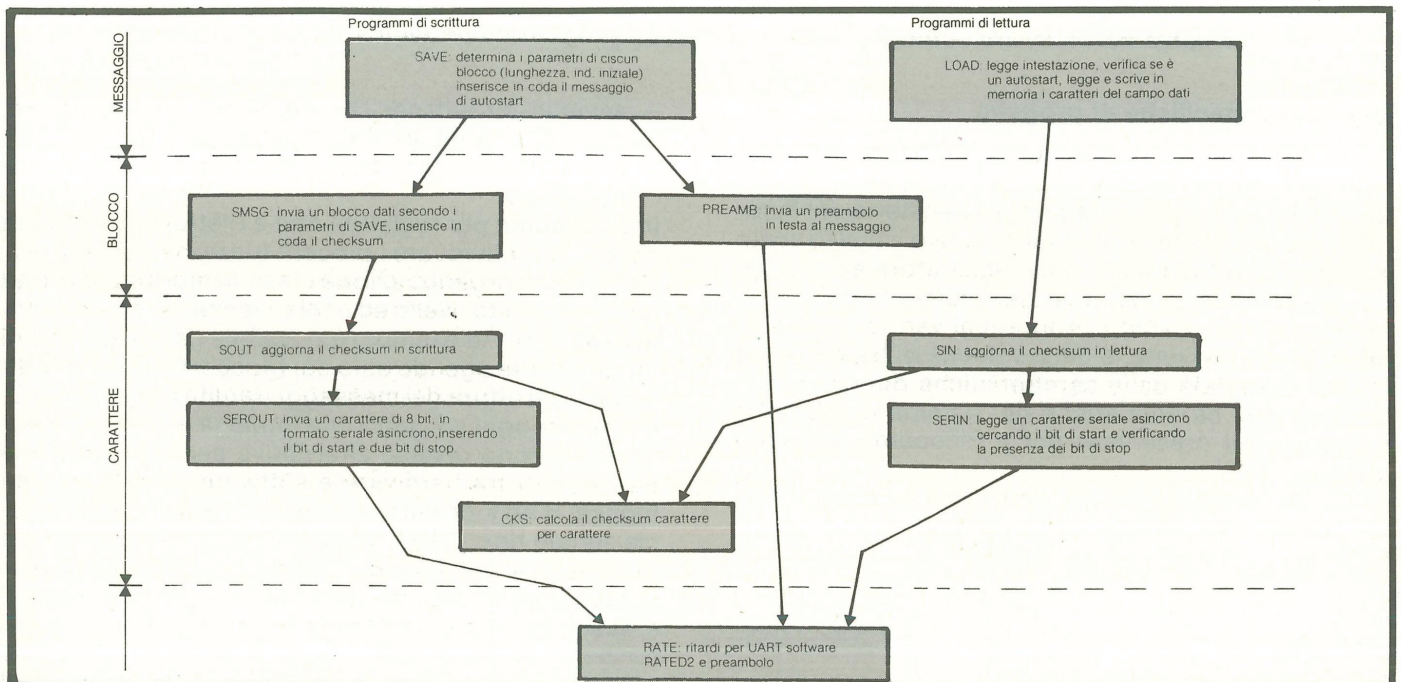 Programmi di scrittura
Programmi di lettura
MESSAGGIO
SAVE: determina i parametri di ciscun
blocco (lunghezza, ind. iniziale)
inserisce in coda il messaggio
di autostart
LOAD: legge intestazione, verifica se è
un autostart, legge e scrive in
memoria i caratteri del campo dati
BLOCCO
SMSG: invia un blocco dati secondo i
parametri di SAVE, inserisce in
coda il checksum
PREAMB: invia un preambolo
in testa al messaggio
CARATTERE
SOUT: aggiorna il checksum in scrittura
SIN: aggiorna il checksum in lettura
SEROUT: invia un carattere di 8 bit, in
formato seriale asincrono, inserendo
il bit di start e due bit di stop.
SERIN: legge un carattere seriale asincrono
cercando il bit di start e verificando
la presenza dei bit di stop
CKS: calcola il checksum carattere
per carattere
RATE: ritardi per UART software
RATED2 e preambolo